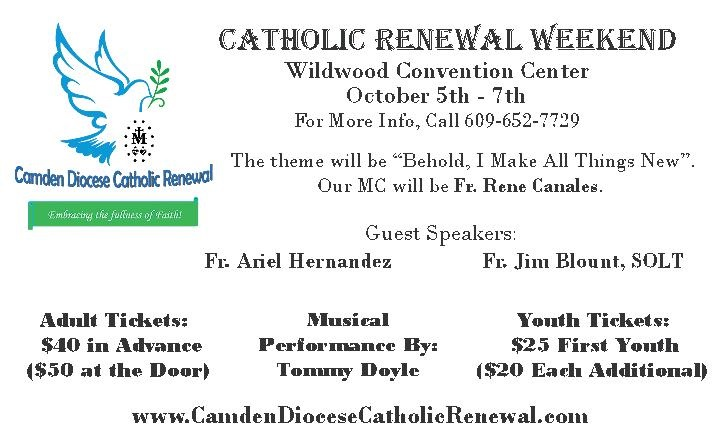 CATHOLIC RENEWAL WEEKEND
Wildwood Convention Center
October 5th - 7th
For More Info, Call 609-652-7729
M
Camden Diocese Catholic Renewal
Embracing the fullness of Faith!
The theme will be “Behold, I Make All Things New”.
Our MC will be Fr. Rene Canales.
Guest Speakers:
Fr. Ariel Hernandez
Fr. Jim Blount, SOLT
Adult Tickets:
$40 in Advance
($50 at the Door)
Musical
Performance By:
Tommy Doyle
Youth Tickets:
$25 First Youth
($20 Each Additional)
www.CamdenDioceseCatholicRenewal.com